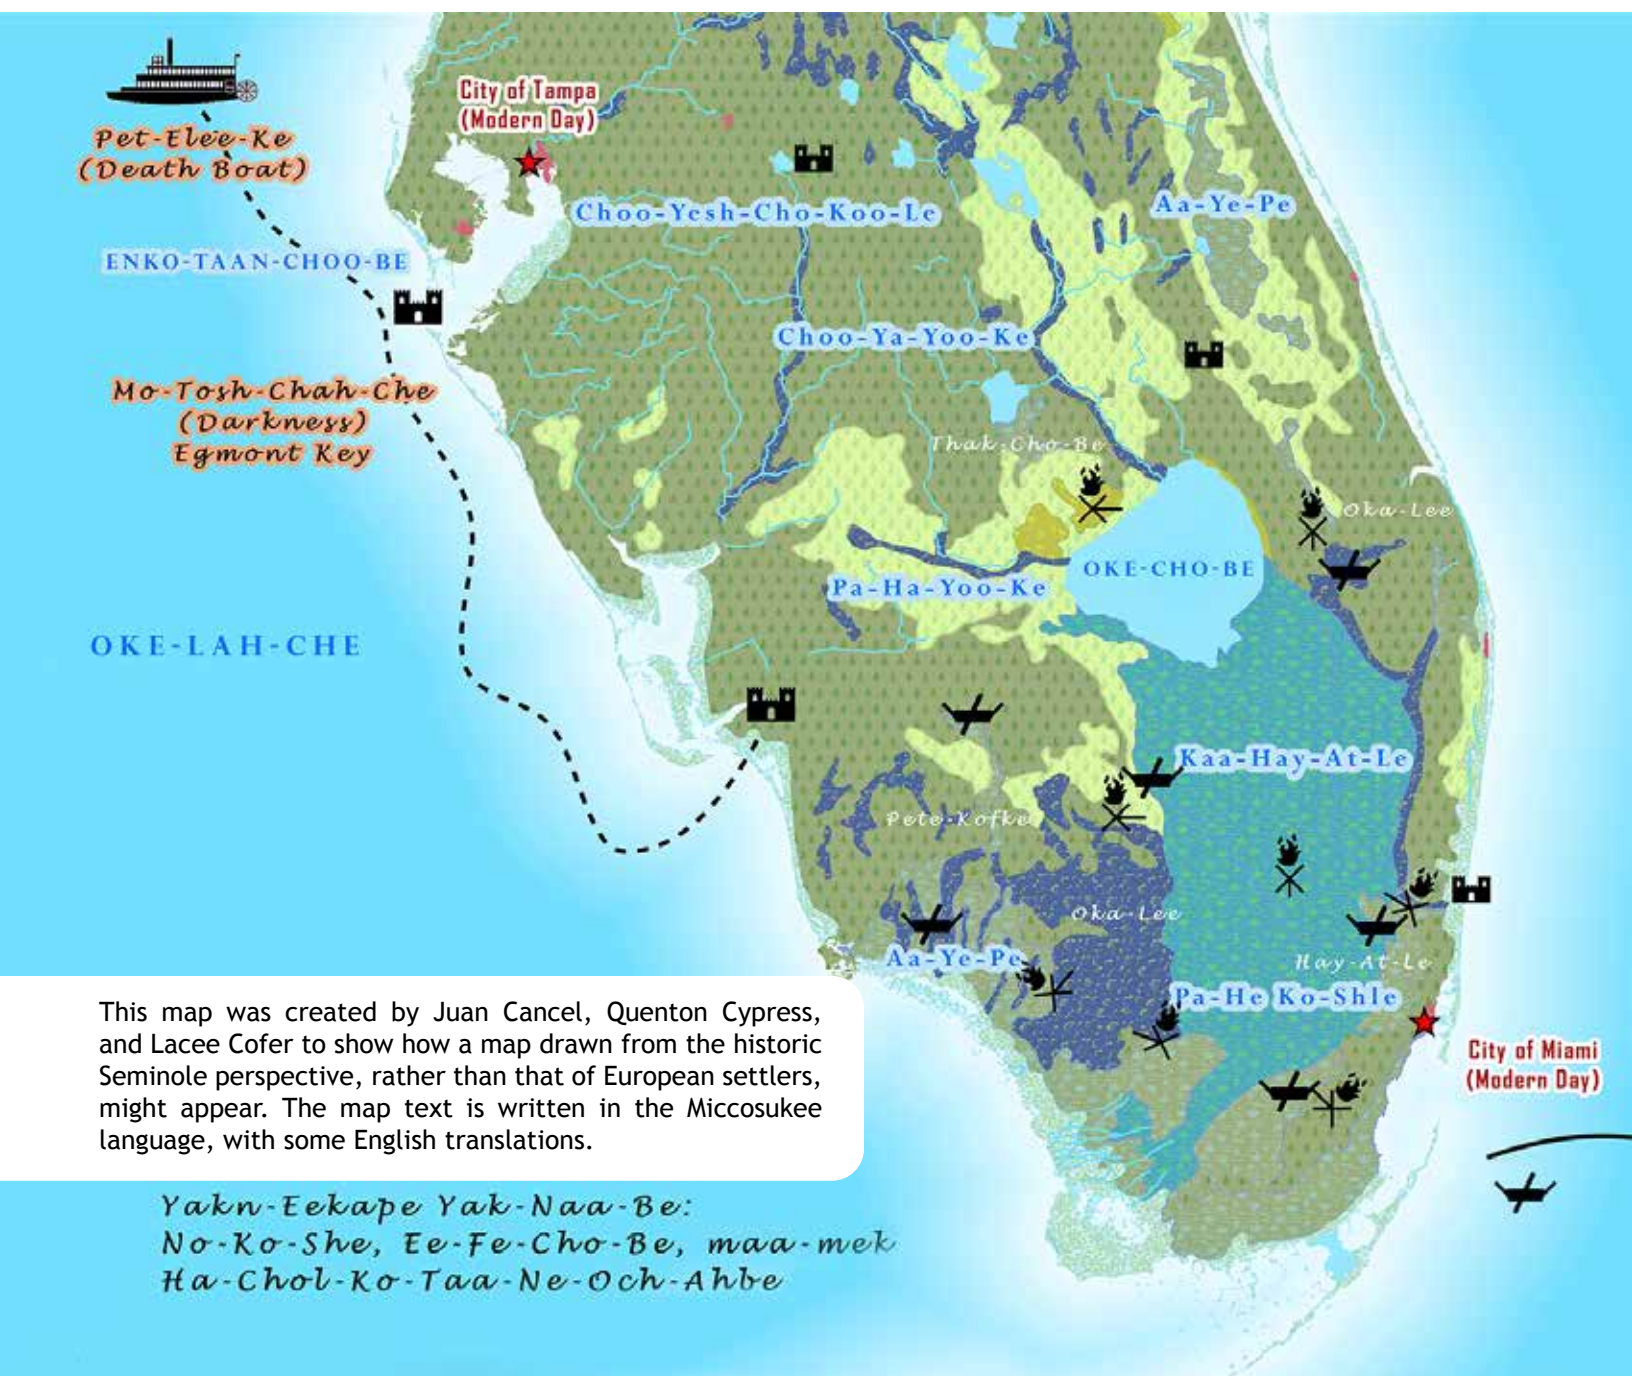 City of Tampa
(Modern Day)
Pet-Elee-Ke
(Death Boat)
Choo-Yesh-Cho-Koo-Le
Aa-Ye-Pe
ENKO-TAAN-CHOO-BE
Choo-Ya-Yoo-Ke
Mo-Tosh-Chah-Che
(Darkness)
Egmont Key
Thak-Cho-Be
Oka-Lee
OKE-CHO-BE
Pa-Ha-Yoo-Ke
OKE-LAH-CHE
Kaa-Hay-At-Le
Pete-Kofke
Oka-Lee
Aa-Ye-Pe
Hay-At-Le
Pa-He Ko-Shle
City of Miami
(Modern Day)
This map was created by Juan Cancel, Quenton Cypress,
and Lacee Cofer to show how a map drawn from the historic
Seminole perspective, rather than that of European settlers,
might appear. The map text is written in the Miccosukee
language, with some English translations.
Yakn-Eekape Yak-Naa-Be:
No-Ko-She, Ee-Fe-Cho-Be, maa-mek
Ha-Chol-Ko-Taa-Ne-Och-Ahbe